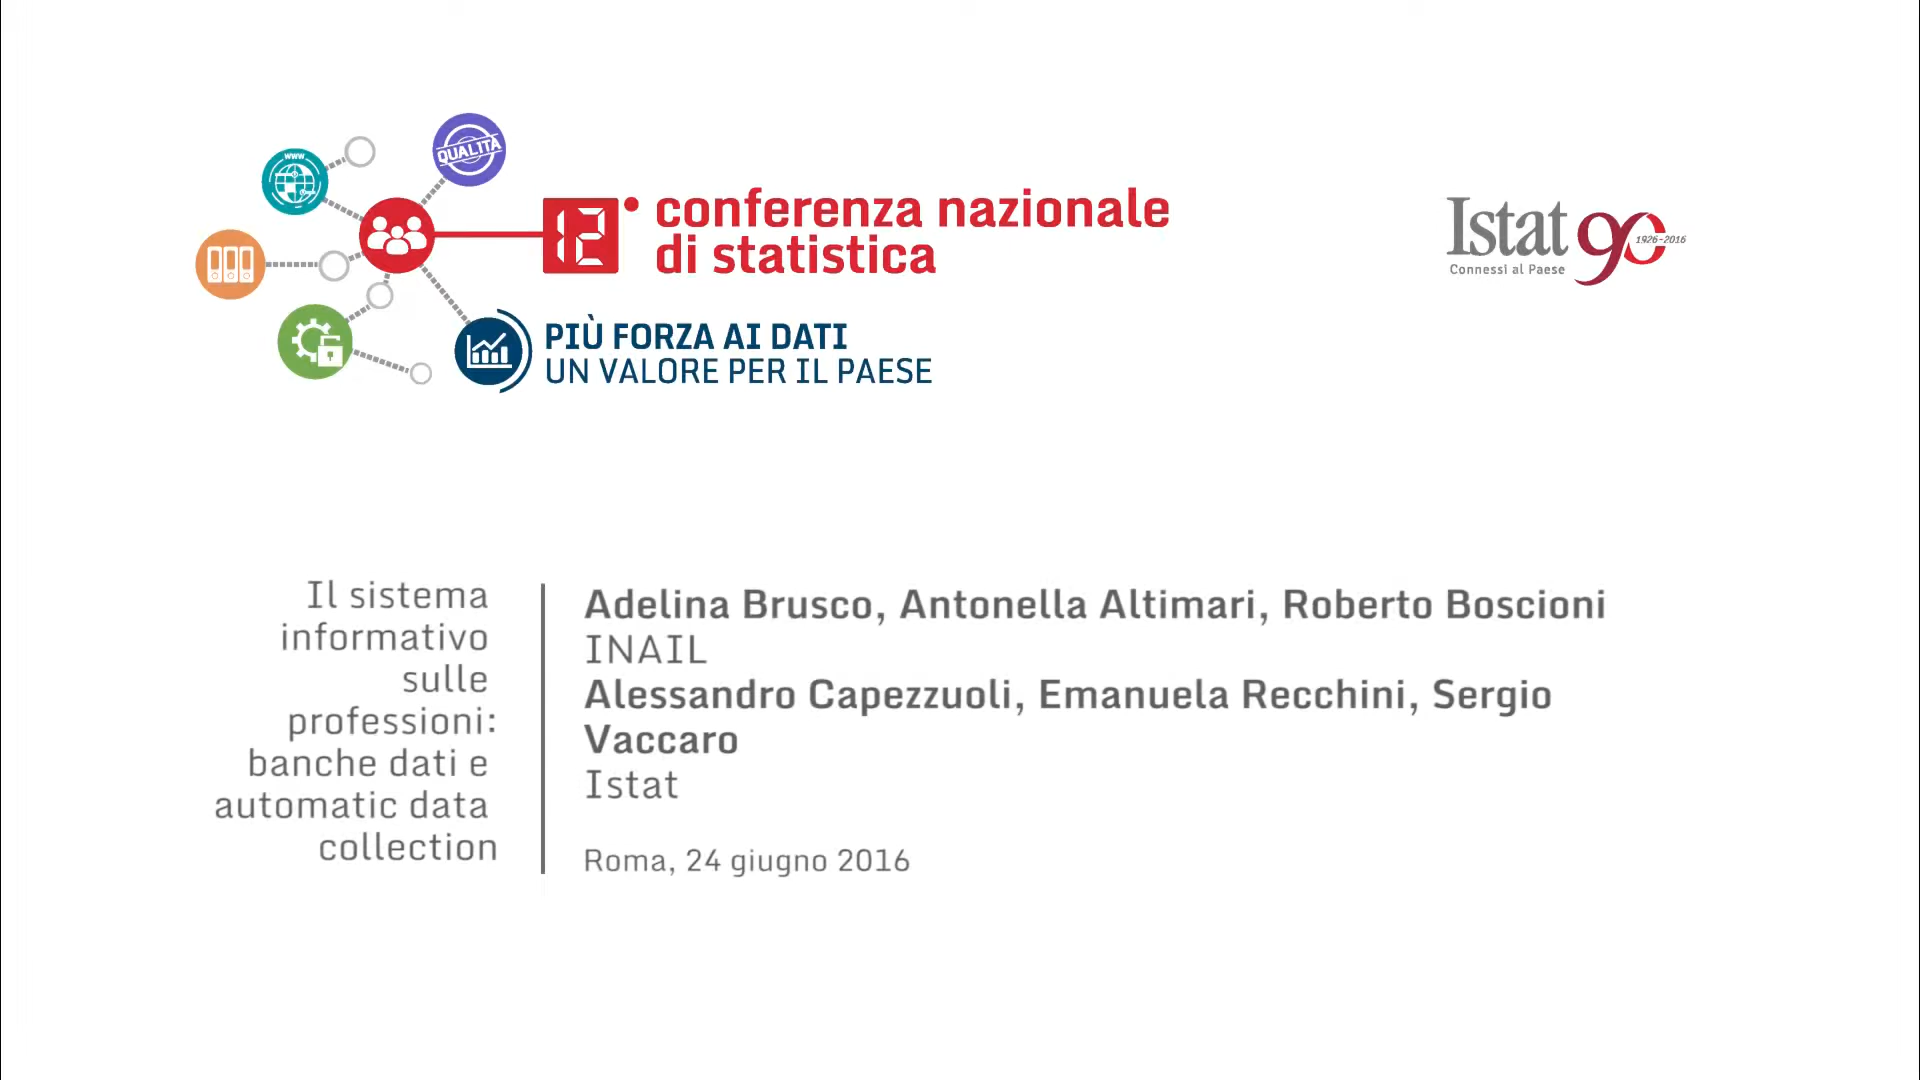 www
QUALITÀ
12° conferenza nazionale
di statistica
PIÙ FORZA AI DATI
UN VALORE PER IL PAESE
Istat 90
1926-2016
Connessi al Paese
Il sistema
informativo
sulle
professioni:
banche dati e
automatic data
collection
Adelina Brusco, Antonella Altimari, Roberto Boscioni
INAIL
Alessandro Capezzuoli, Emanuela Recchini, Sergio
Vaccaro
Istat
Roma, 24 giugno 2016